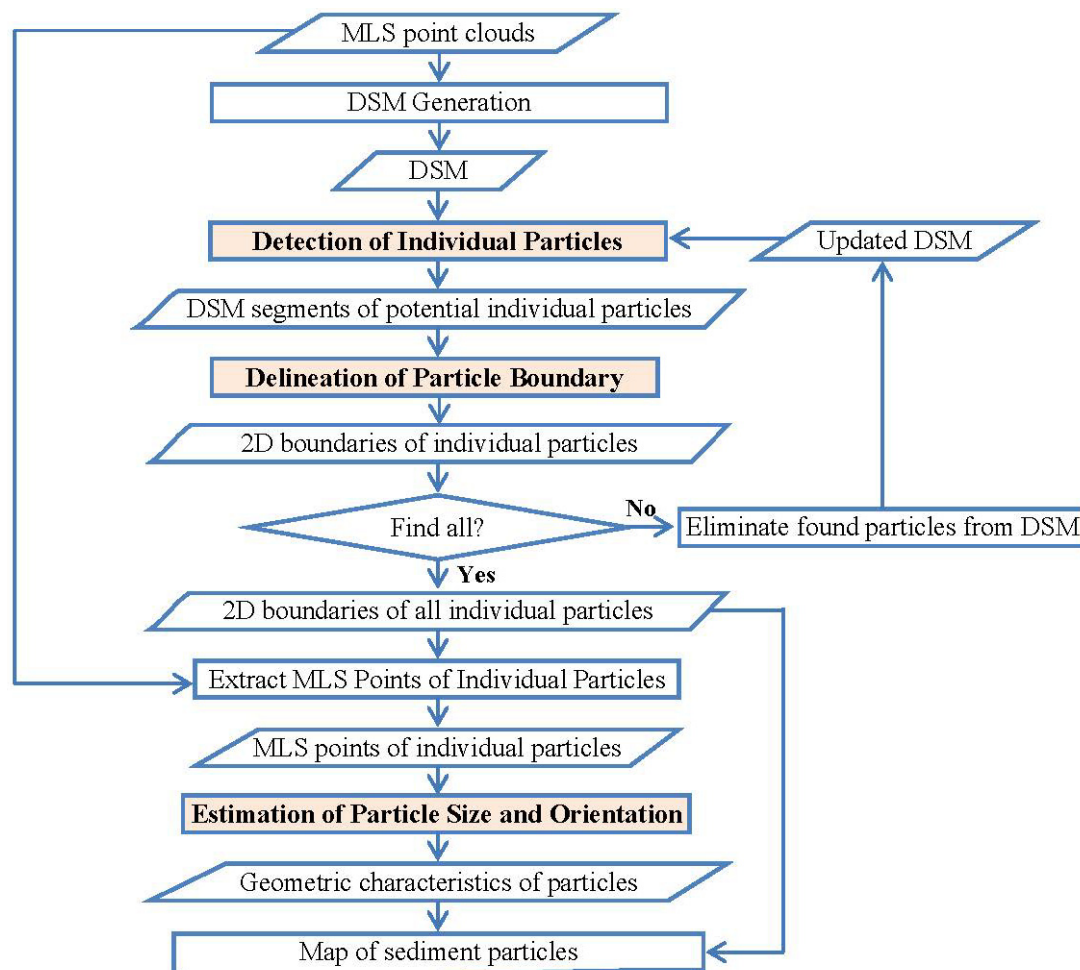 MLS point clouds
DSM Generation
DSM
Detection of Individual Particles
Updated DSM
DSM segments of potential individual particles
Delineation of Particle Boundary
2D boundaries of individual particles
Find all?
No
Eliminate found particles from DSM
Yes
2D boundaries of all individual particles
Extract MLS Points of Individual Particles
MLS points of individual particles
Estimation of Particle Size and Orientation
Geometric characteristics of particles
Map of sediment particles